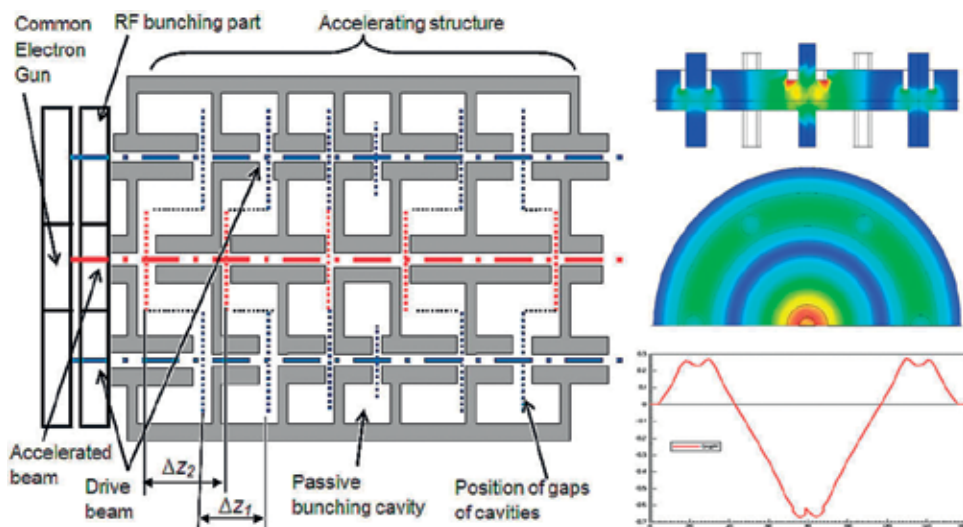 Common
Electron
Gun
RF bunching part
Accelerating structure
Accelerated
beam
Drive
beam
Δz₂
Δz₁
Passive
bunching cavity
Position of gaps
of cavities
0